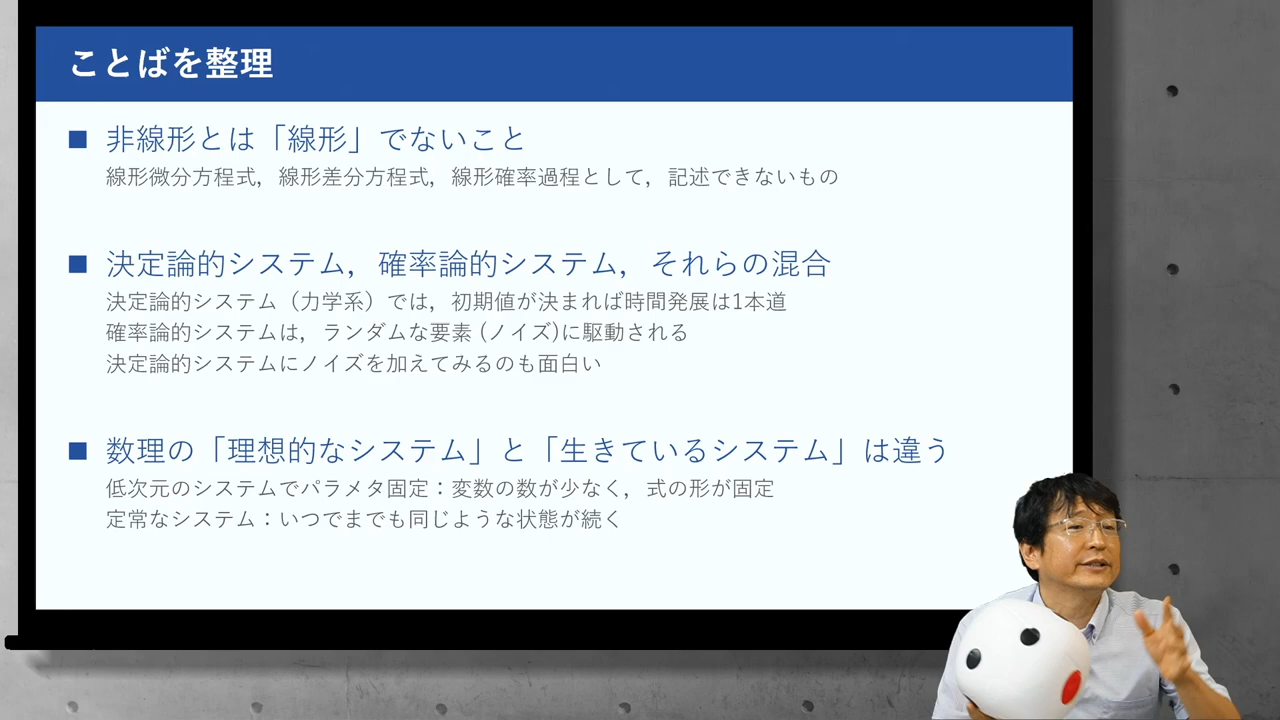 ことばを整理
■ 非線形とは「線形」でないこと
線形微分方程式，線形差分方程式，線形確率過程として，記述できないもの
■ 決定論的システム，確率論的システム，それらの混合
決定論的システム（力学系）では，初期値が決まれば時間発展は1本道
確率論的システムは，ランダムな要素 (ノイズ)に駆動される
決定論的システムにノイズを加えてみるのも面白い
■ 数理の「理想的なシステム」と「生きているシステム」は違う
低次元のシステムでパラメタ固定：変数の数が少なく，式の形が固定
定常なシステム：いつでまでも同じような状態が続く